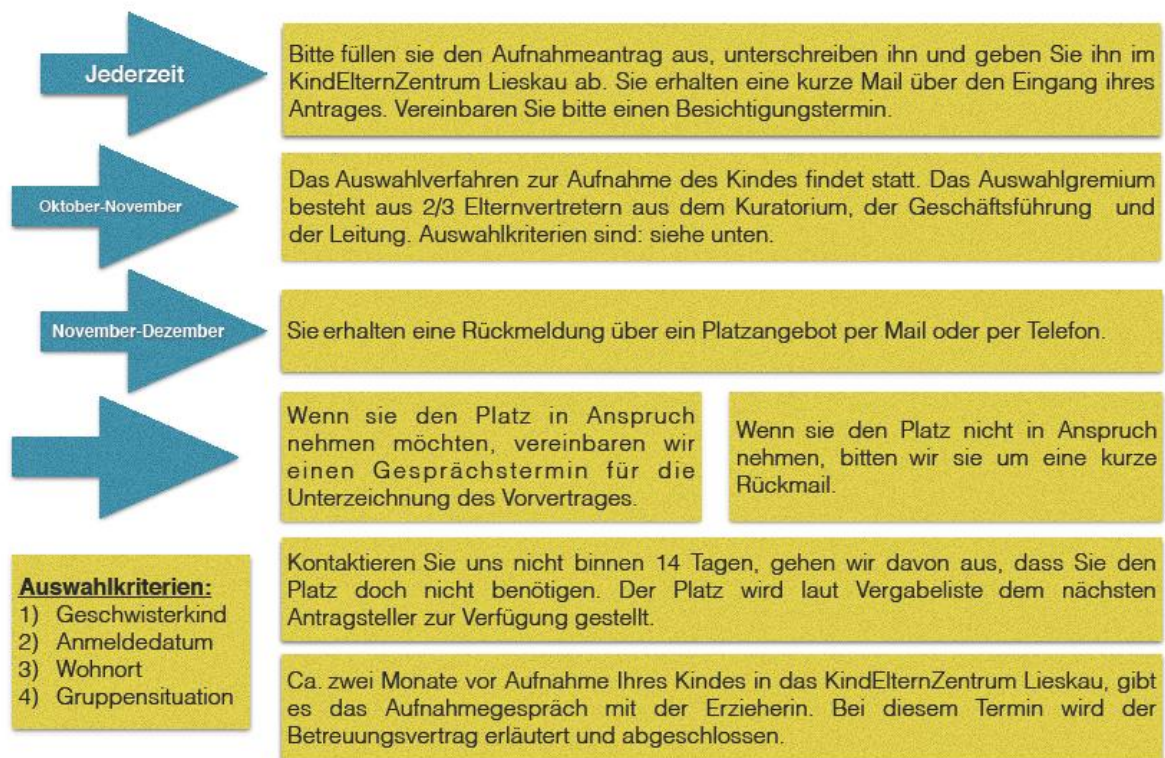 Jederzeit
Bitte füllen sie den Aufnahmeantrag aus, unterschreiben ihn und geben Sie ihn im
KindElternZentrum Lieskau ab. Sie erhalten eine kurze Mail über den Eingang ihres
Antrages. Vereinbaren Sie bitte einen Besichtigungstermin.
Oktober-November
Das Auswahlverfahren zur Aufnahme des Kindes findet statt. Das Auswahlgremium
besteht aus 2/3 Elternvertretern aus dem Kuratorium, der Geschäftsführung und
der Leitung. Auswahlkriterien sind: siehe unten.
November-Dezember
Sie erhalten eine Rückmeldung über ein Platzangebot per Mail oder per Telefon.
Wenn sie den Platz in Anspruch
nehmen möchten, vereinbaren wir
einen Gesprächstermin für die
Unterzeichnung des Vorvertrages.
Wenn sie den Platz nicht in Anspruch
nehmen, bitten wir sie um eine kurze
Rückmail.
Auswahlkriterien:
1) Geschwisterkind
2) Anmeldedatum
3) Wohnort
4) Gruppensituation
Kontaktieren Sie uns nicht binnen 14 Tagen, gehen wir davon aus, dass Sie den
Platz doch nicht benötigen. Der Platz wird laut Vergabeliste dem nächsten
Antragsteller zur Verfügung gestellt.
Ca. zwei Monate vor Aufnahme Ihres Kindes in das KindElternZentrum Lieskau, gibt
es das Aufnahmegespräch mit der Erzieherin. Bei diesem Termin wird der
Betreuungsvertrag erläutert und abgeschlossen.